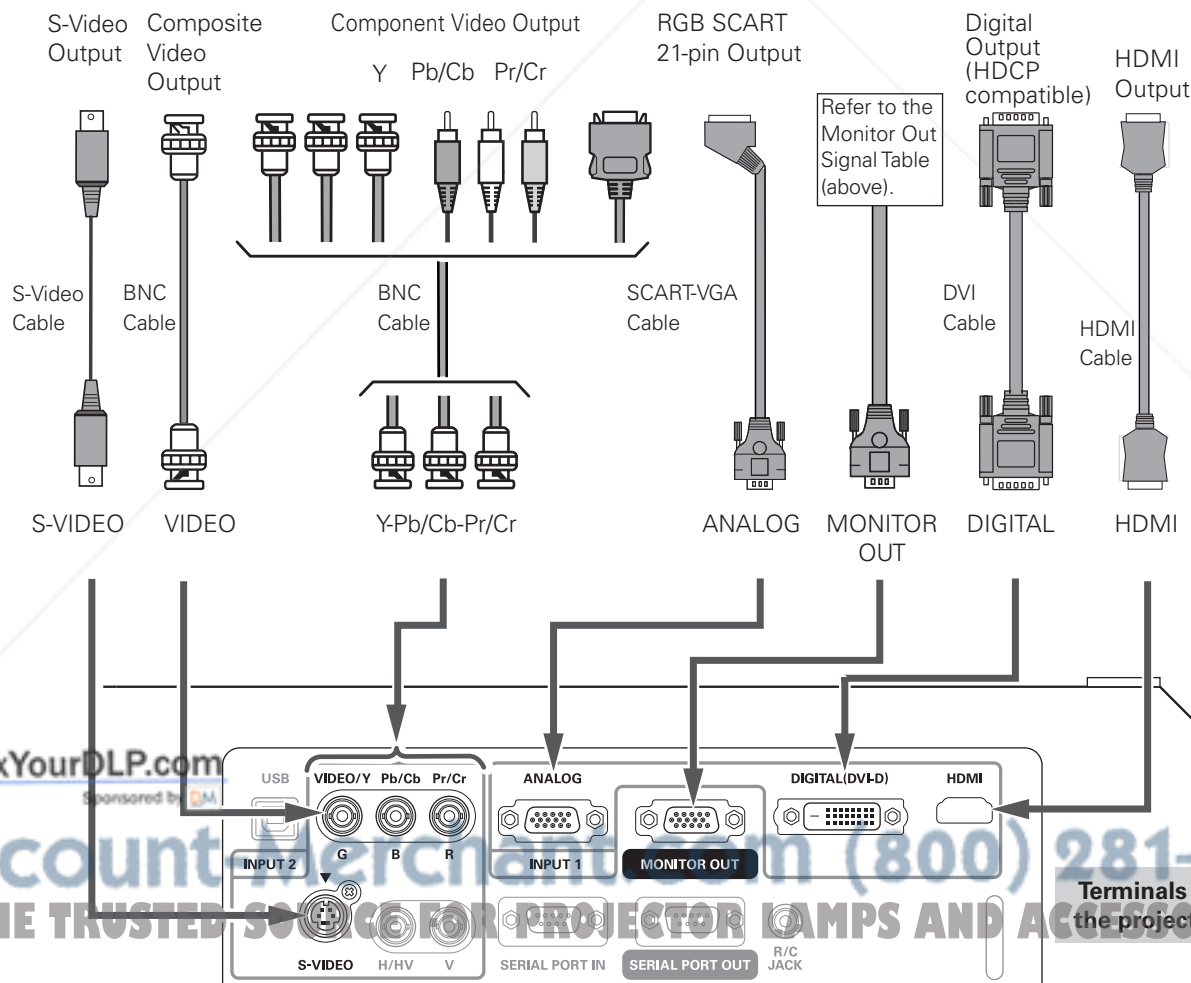 S-Video
Output
Composite
Video
Output
Component Video Output
Y Pb/Cb Pr/Cr
RGB SCART
21-pin Output
Refer to the
Monitor Out
Signal Table
(above).
Digital
Output
(HDCP
compatible)
HDMI
Output
S-Video
Cable
BNC
Cable
BNC
Cable
SCART-VGA
Cable
DVI
Cable
HDMI
Cable
S-VIDEO
VIDEO
Y-Pb/Cb-Pr/Cr
ANALOG
MONITOR
OUT
DIGITAL
HDMI
xYourDLP.com
Sponsored by DM
USB
VIDEO/Y Pb/Cb Pr/Cr
ANALOG
DIGITAL(DVI-D)
HDMI
G B R
INPUT 2
INPUT 1
MONITOR OUT
count-Merchant.com (800) 281-
Terminals
the project
HE TRUSTED SOURCE FOR PROJECTOR LAMPS AND ACCESSO
S-VIDEO
H/HV
V
SERIAL PORT IN
SERIAL PORT OUT
R/C
JACK